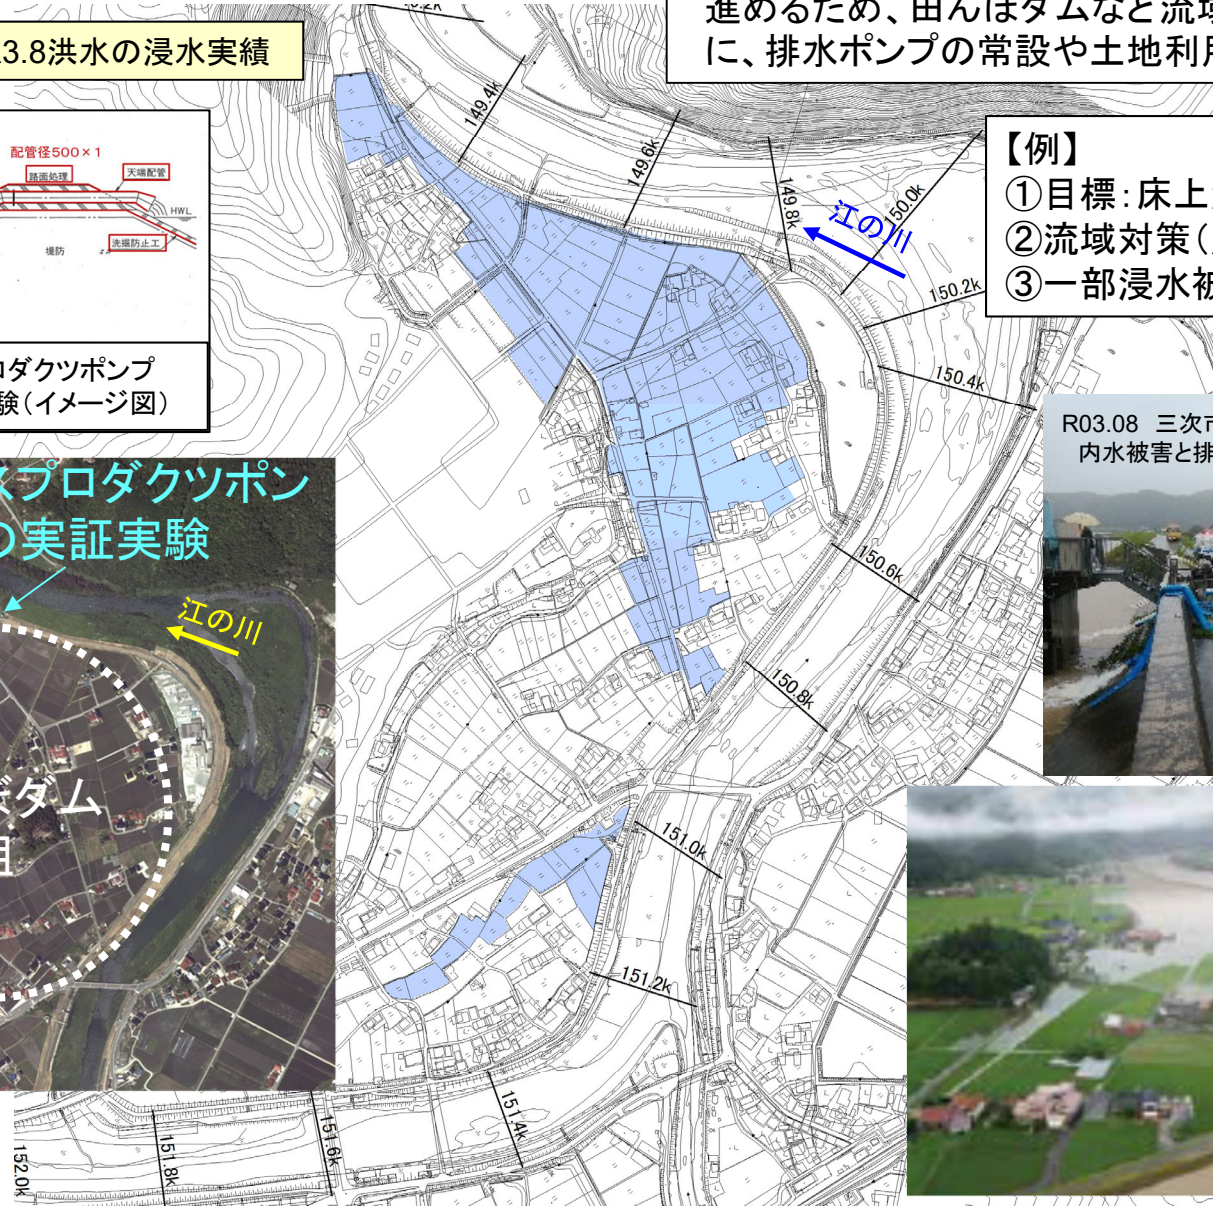 進めるため、田んぼダムなど流域
に、排水ポンプの常設や土地利用
3.8洪水の浸水実績
配管径500×1
路面処理
天端配管
HWL
洗掘防止工
堤防
ロダクツポンプ
験(イメージ図)
【例】
①目標:床上
②流域対策(
③一部浸水被
149.4k
149.6k
149.8k
150.0k
江の川
150.2k
150.4k
150.6k
150.8k
151.0k
151.2k
151.4k
151.6k
151.8k
152.0k
R03.08 三次市
内水被害と排
スプロダクツポン
の実証実験
江の川
ダム